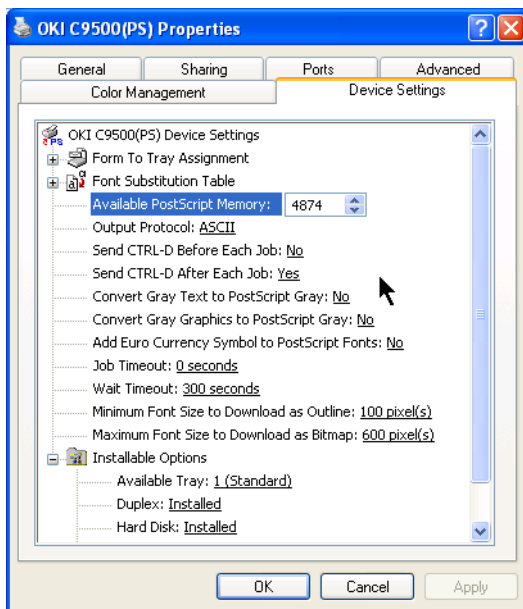 OKI C9500(PS) Properties
General Sharing Ports Advanced
Color Management Device Settings
OKI C9500(PS) Device Settings
Form To Tray Assignment
Font Substitution Table
Available PostScript Memory: 4874
Output Protocol: ASCII
Send CTRL-D Before Each Job: No
Send CTRL-D After Each Job: Yes
Convert Gray Text to PostScript Gray: No
Convert Gray Graphics to PostScript Gray: No
Add Euro Currency Symbol to PostScript Fonts: No
Job Timeout: 0 seconds
Wait Timeout: 300 seconds
Minimum Font Size to Download as Outline: 100 pixel(s)
Maximum Font Size to Download as Bitmap: 600 pixel(s)
Installable Options
Available Tray: 1 (Standard)
Duplex: Installed
Hard Disk: Installed
OK Cancel Apply